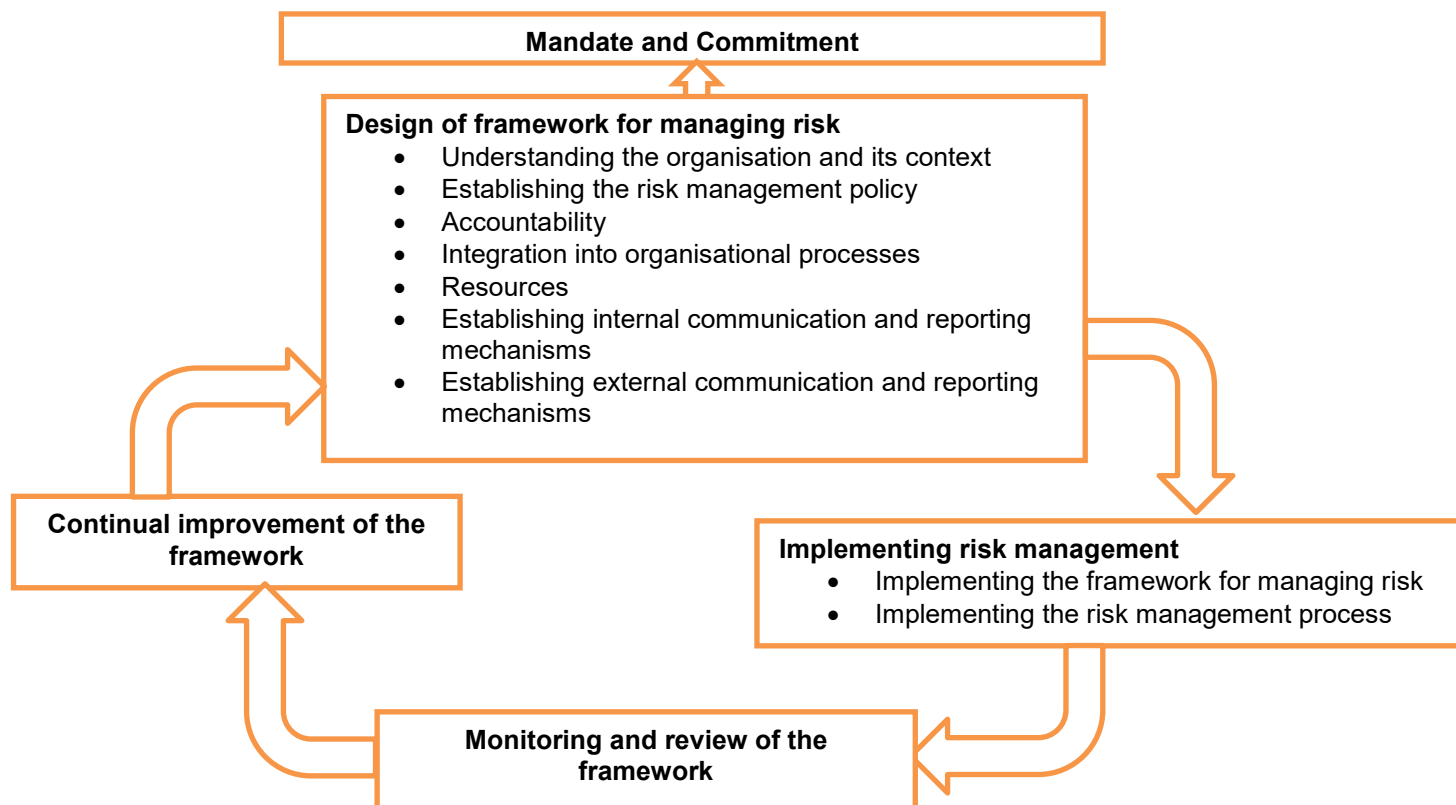 Mandate and Commitment
Design of framework for managing risk
• Understanding the organisation and its context
• Establishing the risk management policy
• Accountability
• Integration into organisational processes
• Resources
• Establishing internal communication and reporting
mechanisms
• Establishing external communication and reporting
mechanisms
Continual improvement of the
framework
Implementing risk management
• Implementing the framework for managing risk
• Implementing the risk management process
Monitoring and review of the
framework